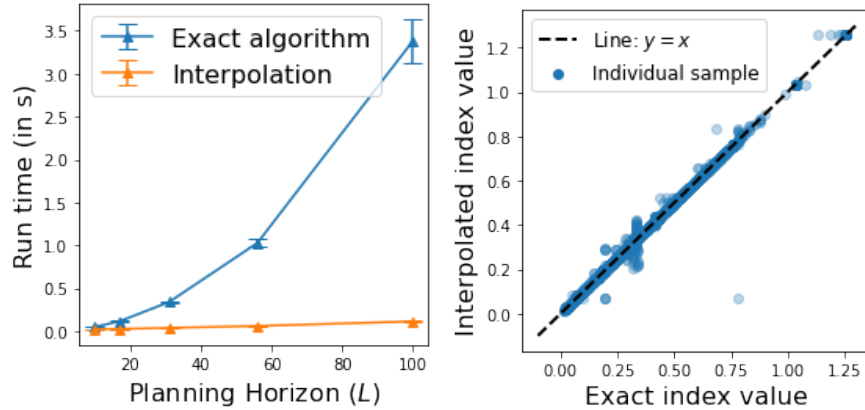 3.5
3.0
2.5
2.0
1.5
1.0
0.5
0.0
Run time (in s)
Exact algorithm
Interpolation
20 40 60 80 100
Planning Horizon (L)
1.2
1.0
0.8
0.6
0.4
0.2
0.0
Interpolated index value
Line: y = x
Individual sample
0.00 0.25 0.50 0.75 1.00 1.25
Exact index value